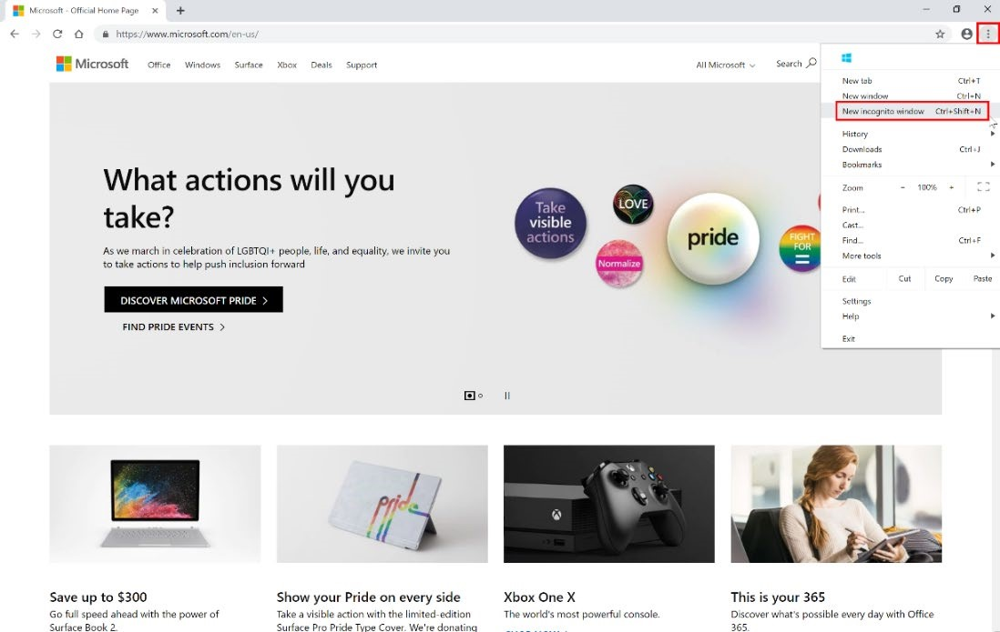 Microsoft - Official Home Page
https://www.microsoft.com/en-us/
Microsoft
Office
Windows
Surface
Xbox
Deals
Support
All Microsoft
Search
New tab Ctrl+T
New window Ctrl+N
New incognito window Ctrl+Shift+N
History
Downloads Ctrl+J
Bookmarks
Zoom - 100% +
Print... Ctrl+P
Cast...
Find... Ctrl+F
More tools
Edit Cut Copy Paste
Settings
Help
Exit
What actions will you
take?
As we march in celebration of LGBTQI+ people, life, and equality, we invite you
to take actions to help push inclusion forward
DISCOVER MICROSOFT PRIDE
FIND PRIDE EVENTS
Take
visible
actions
LOVE
Normalize
pride
FIGHT
FOR
=
pride
Save up to $300
Go full speed ahead with the power of
Surface Book 2.
Show your Pride on every side
Take a visible action with the limited-edition
Surface Pro Pride Type Cover. We're donating
Xbox One X
The world's most powerful console.
This is your 365
Discover what's possible every day with Office
365.